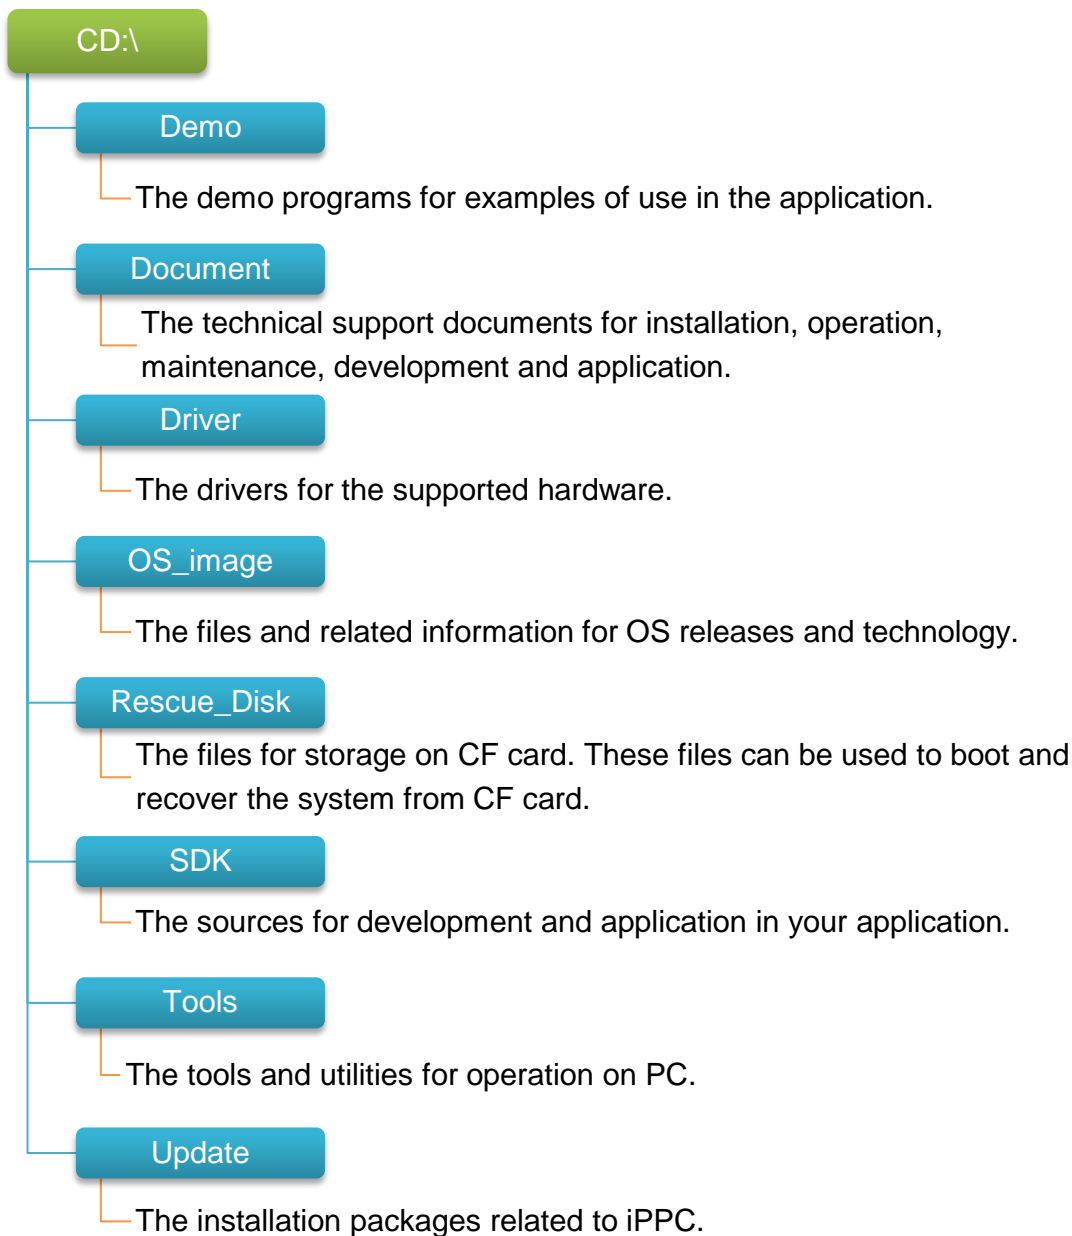 CD:\
Demo
The demo programs for examples of use in the application.
Document
The technical support documents for installation, operation,
maintenance, development and application.
Driver
The drivers for the supported hardware.
OS_image
The files and related information for OS releases and technology.
Rescue_Disk
The files for storage on CF card. These files can be used to boot and
recover the system from CF card.
SDK
The sources for development and application in your application.
Tools
The tools and utilities for operation on PC.
Update
The installation packages related to iPPC.